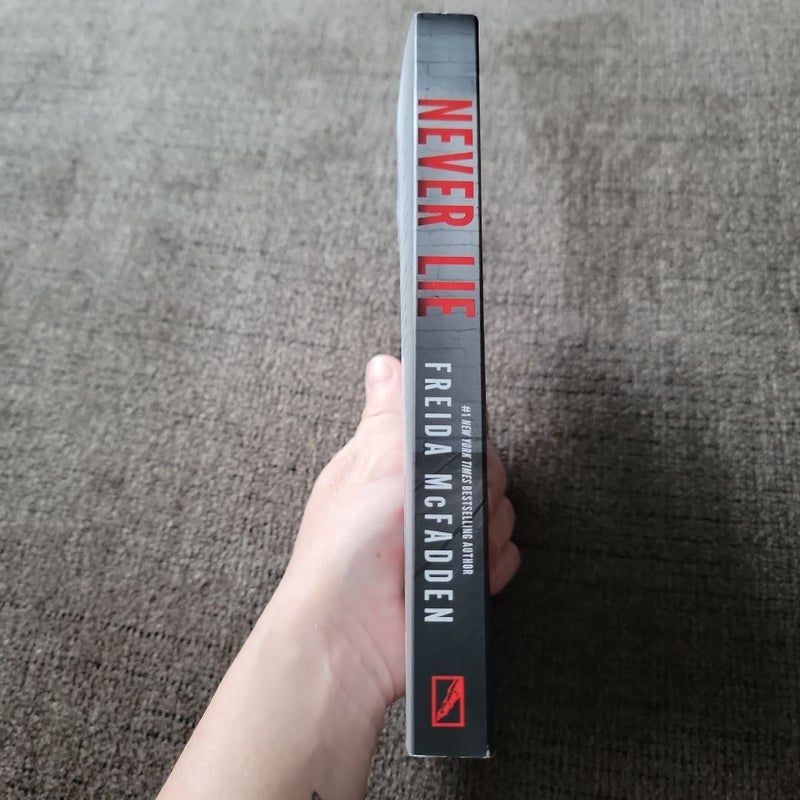 NEVER LIE
#1 NEW YORK TIMES BESTSELLING AUTHOR
FREIDA McFADDEN